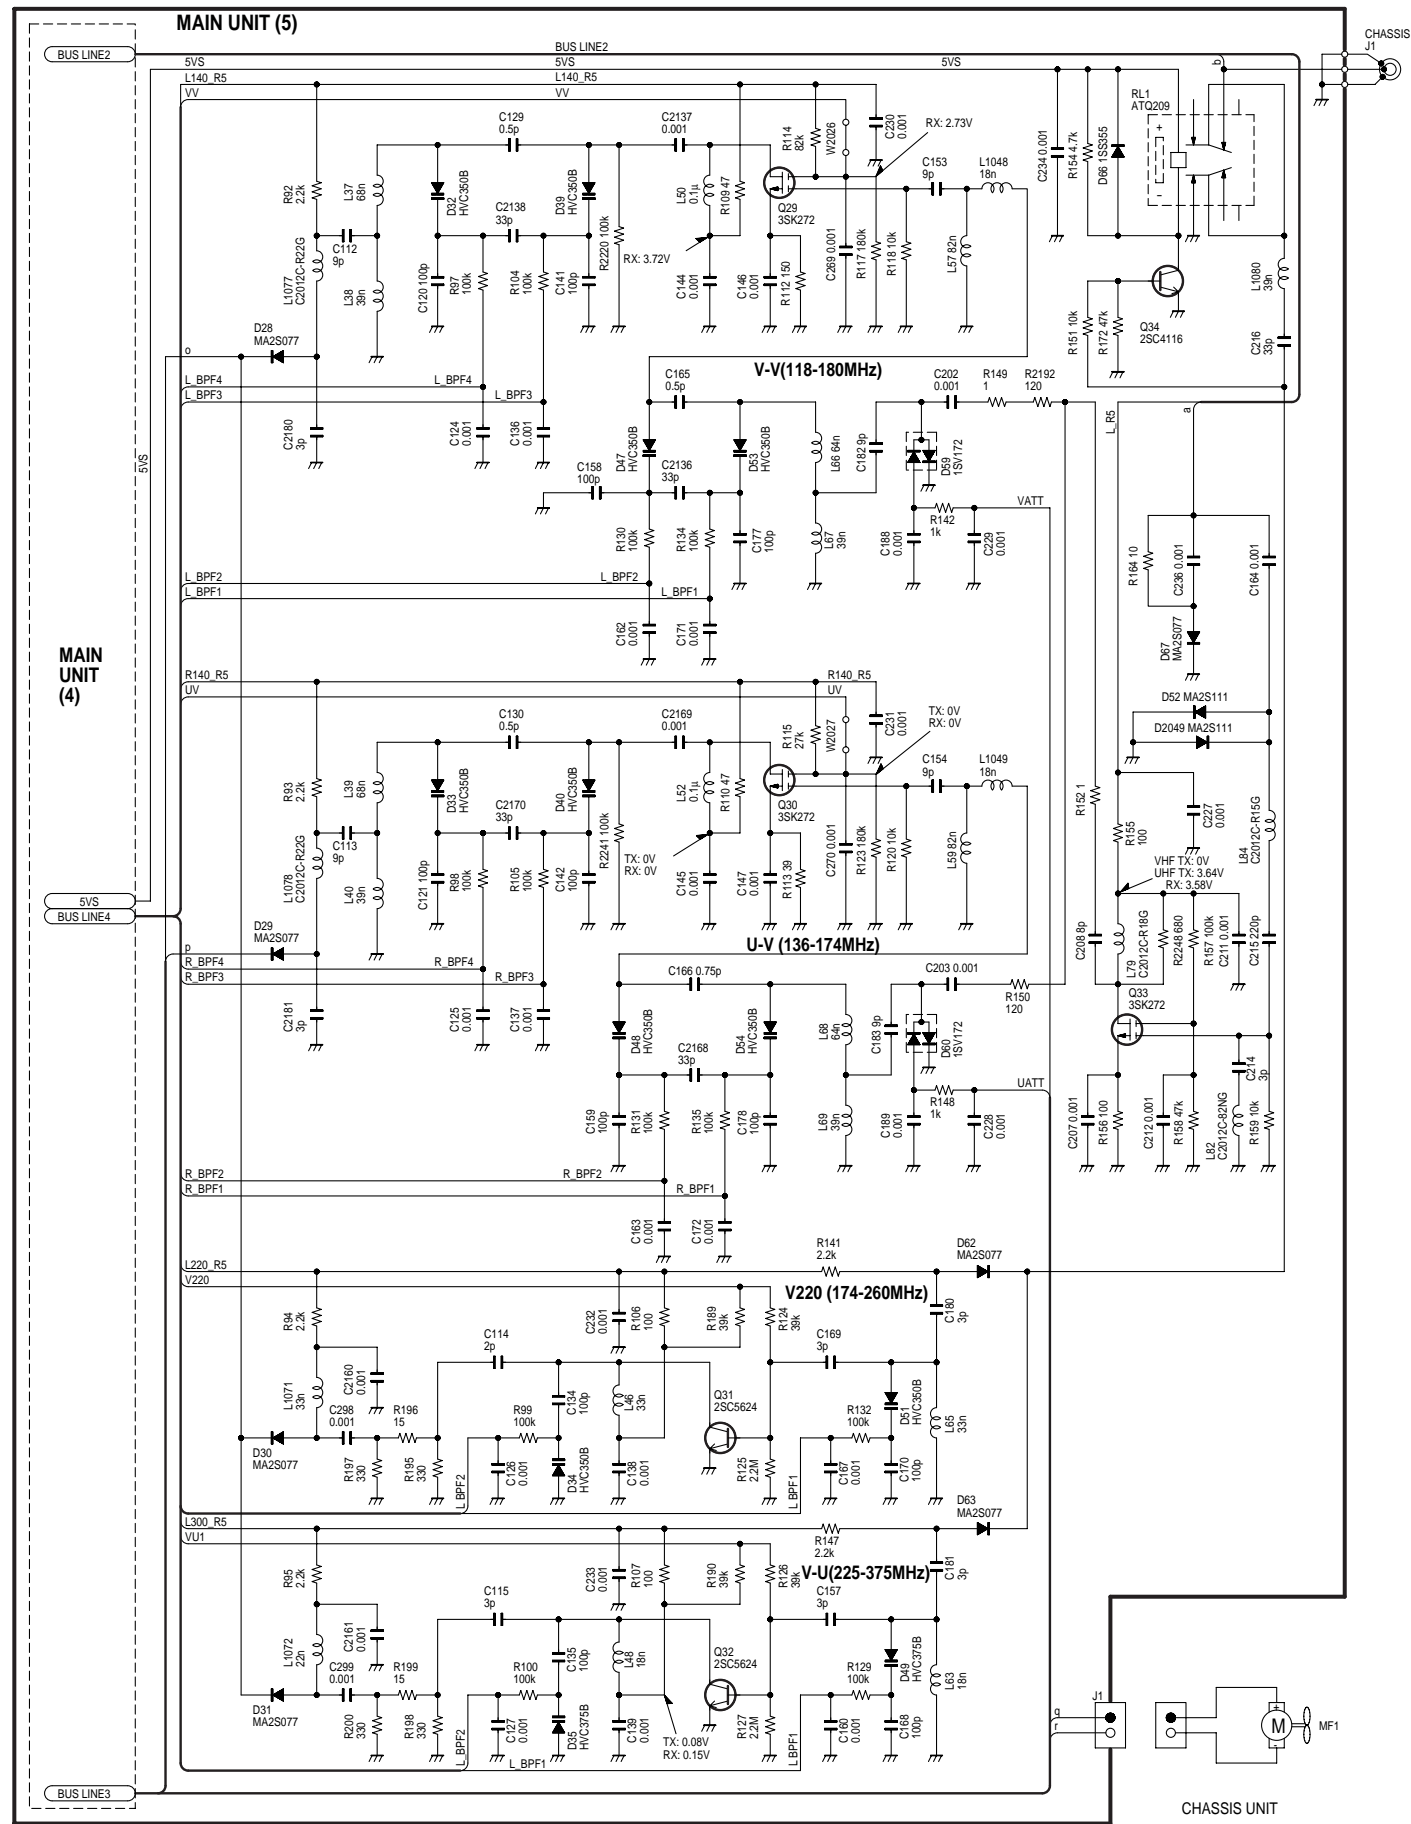 MAIN UNIT (5)
CHASSIS
J1
BUS LINE2
BUS LINE2
5VS
5VS
5VS
L140_R5
L140_R5
VV
VV
b
RL1
ATQ209
+
−
C129
0.5p
C2137
0.001
R114
82k
W2026
C230
0.001
RX: 2.73V
C153
9p
L1048
18n
C234 0.001
R154 4.7k
D66 1SS355
R92
2.2k
L37
68n
D32
HVC350B
D39
HVC350B
L50
0.1µ
R109 47
Q29
3SK272
C2138
33p
R2220 100k
C112
9p
RX: 3.72V
L1077
C2012C-R22G
L38
39n
C120 100p
R97
100k
R104
100k
C141
100p
C144
0.001
C146
0.001
R112 150
C269 0.001
R117 180k
R118 10k
L57 82n
L1080
39n
Q34
2SC4116
R151 10k
R172 47k
C216
33p
D28
MA2S077
o
V-V(118-180MHz)
L_BPF4
L_BPF4
L_BPF3
L_BPF3
C165
0.5p
C202
0.001
R149
1
R2192
120
L_R5
a
C2180
3p
C124
0.001
C136
0.001
D47
HVC350B
D53
HVC350B
L66 64n
C182 9p
D59
1SV172
5VS
C158
100p
C2136
33p
VATT
R142
1k
R130
100k
R134
100k
C177
100p
L67
39n
C188
0.001
C229
0.001
R164 10
C236 0.001
C164 0.001
L_BPF2
L_BPF2
L_BPF1
L_BPF1
C162
0.001
C171
0.001
D67
MA2S077
MAIN
UNIT
(4)
R140_R5
R140_R5
UV
UV
D52 MA2S111
D2049 MA2S111
C130
0.5p
C2169
0.001
R115
27k
W2027
C231
0.001
TX: 0V
RX: 0V
C154
9p
L1049
18n
R93
2.2k
L39
68n
D33
HVC350B
D40
HVC350B
L52
0.1µ
R110 47
Q30
3SK272
C2170
33p
R2241 100k
C113
9p
TX: 0V
RX: 0V
R152 1
R155
100
C227
0.001
L84
C2012C-R15G
L1078
C2012C-R22G
L40
39n
C121 100p
R98
100k
R105
100k
C142
100p
C145
0.001
C147
0.001
R113 39
C270 0.001
R123 180k
R120 10k
L59 82n
VHF TX: 0V
UHF TX: 3.64V
RX: 3.58V
5VS
BUS LINE4
D29
MA2S077
p
U-V (136-174MHz)
C208 8p
L79
C2012C-R18G
R2248 680
R157 100k
C211 0.001
C215 220p
R_BPF4
R_BPF4
R_BPF3
R_BPF3
C166 0.75p
C203 0.001
R150
120
Q33
3SK272
C2181
3p
C125
0.001
C137
0.001
D48
HVC350B
D54
HVC350B
L68
64n
C183 9p
D60
1SV172
C2168
33p
UATT
R148
1k
C214
3p
C159
100p
R131
100k
R135
100k
C178
100p
L69
39n
C189
0.001
C228
0.001
C207 0.001
R156 100
C212 0.001
R158 47k
L82
C2012C-82NG
R159 10k
R_BPF2
R_BPF2
R_BPF1
R_BPF1
C163
0.001
C172
0.001
R141
2.2k
D62
MA2S077
L220_R5
V220
V220 (174-260MHz)
R94
2.2k
C232
0.001
R106
100
R189
39k
R124
39k
C180
3p
C114
2p
C169
3p
L1071
33n
C2160
0.001
C134
100p
L46
33n
Q31
2SC5624
D51
HVC350B
L65
33n
C298
0.001
R196
15
R99
100k
R132
100k
D30
MA2S077
R197
330
R195
330
L_BPF2
C126
0.001
D34
HVC350B
C138
0.001
R125
2.2M
L BPF1
C167
0.001
C170
100p
D63
MA2S077
L300_R5
VU1
R147
2.2k
V-U(225-375MHz)
R95
2.2k
C233
0.001
R107
100
R190
39k
R126
39k
C181
3p
C115
3p
C157
3p
L1072
22n
C2161
0.001
C135
100p
L48
18n
Q32
2SC5624
D49
HVC375B
L63
18n
C299
0.001
R199
15
R100
100k
R129
100k
D31
MA2S077
R200
330
R198
330
L_BPF2
C127
0.001
D35
HVC375B
C139
0.001
TX: 0.08V
RX: 0.15V
R127
2.2M
L BPF1
C160
0.001
C168
100p
L_BPF1
q
r
J1
M
+
-
MF1
BUS LINE3
CHASSIS UNIT